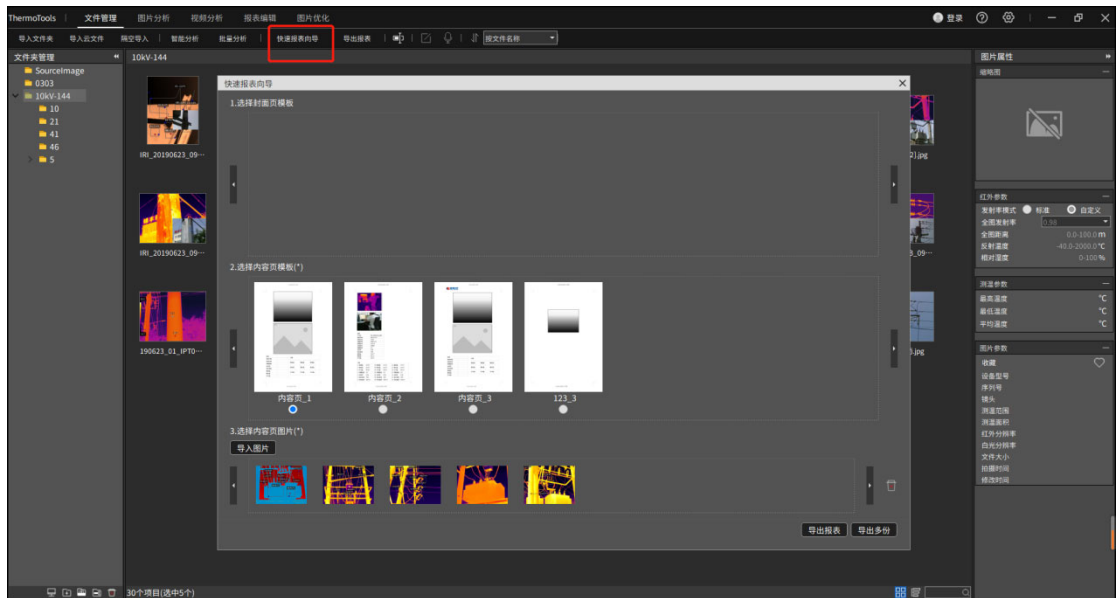 ThermoTools 文件管理 图片分析 视频分析 报表编辑 图片优化 登录
导入文件夹 导入云文件 隔空导入 智能分析 批量分析 快速报表向导 导出报表 按文件名称
文件夹管理
SourceImage
0303
10kV-144
10
21
41
46
5
10kV-144
IRI_20190623_09···
2].jpg
IRI_20190623_09···
3_09···
190623_01_IPT0···
5.jpg
快速报表向导
1.选择封面页模板
2.选择内容页模板(*)
内容页_1 内容页_2 内容页_3 123_3
3.选择内容页图片(*)
导入图片
导出报表 导出多份
图片属性
缩略图
红外参数
发射率模式 标准 自定义
全图发射率 0.98
全图距离 0.0-100.0 m
反射温度 -40.0-2000.0 °C
相对湿度 0-100 %
测温参数
最高温度 °C
最低温度 °C
平均温度 °C
图片参数
收藏
设备型号
序列号
镜头
测温范围
测温面积
红外分辨率
白光分辨率
文件大小
拍摄时间
修改时间
30个项目(选中5个)